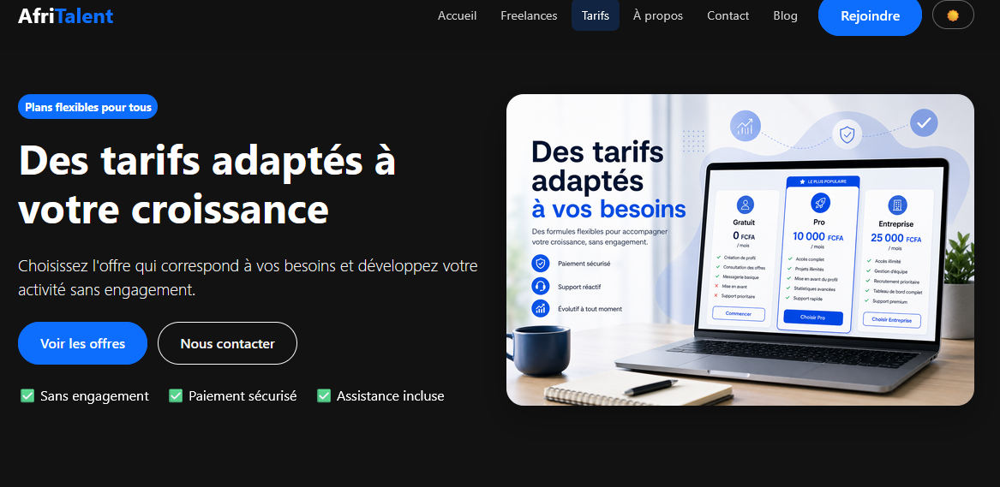 AfriTalent
Accueil
Freelances
Tarifs
À propos
Contact
Blog
Rejoindre
Plans flexibles pour tous
Des tarifs adaptés à
votre croissance
Choisissez l'offre qui correspond à vos besoins et développez votre
activité sans engagement.
Voir les offres
Nous contacter
Sans engagement
Paiement sécurisé
Assistance incluse
Des tarifs
adaptés
à vos besoins
Des formules flexibles pour accompagner
votre croissance, sans engagement.
Paiement sécurisé
Support réactif
Évolutif à tout moment
Gratuit
0 FCFA
/ mois
Création de profil
Consultation des offres
Messagerie basique
Mise en avant
Support prioritaire
Commencer
LE PLUS POPULAIRE
Pro
10 000 FCFA
/ mois
Accès complet
Projets illimités
Mise en avant du profil
Statistiques avancées
Support rapide
Choisir Pro
Entreprise
25 000 FCFA
/ mois
Accès illimité
Gestion d'équipe
Recrutement prioritaire
Tableau de bord complet
Support premium
Choisir Entreprise